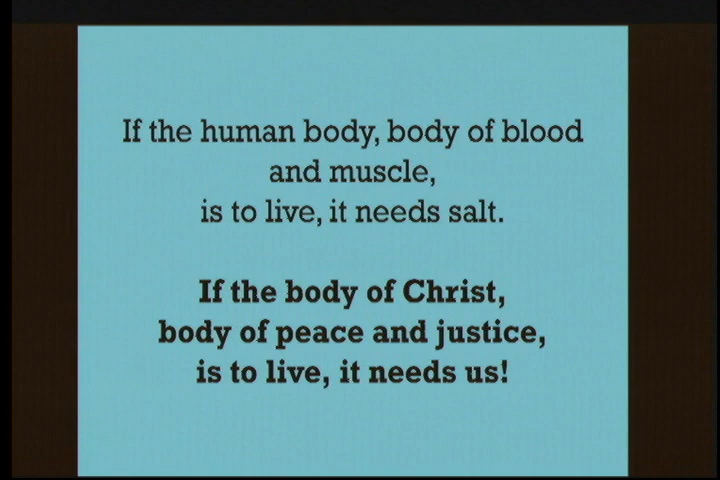 If the human body, body of blood
and muscle,
is to live, it needs salt.
If the body of Christ,
body of peace and justice,
is to live, it needs us!